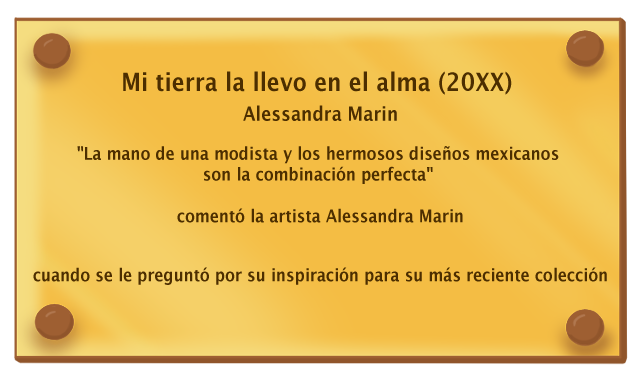 Mi tierra la llevo en el alma (20XX)
Alessandra Marin
"La mano de una modista y los hermosos diseños mexicanos
son la combinación perfecta"
comentó la artista Alessandra Marin
cuando se le preguntó por su inspiración para su más reciente colección